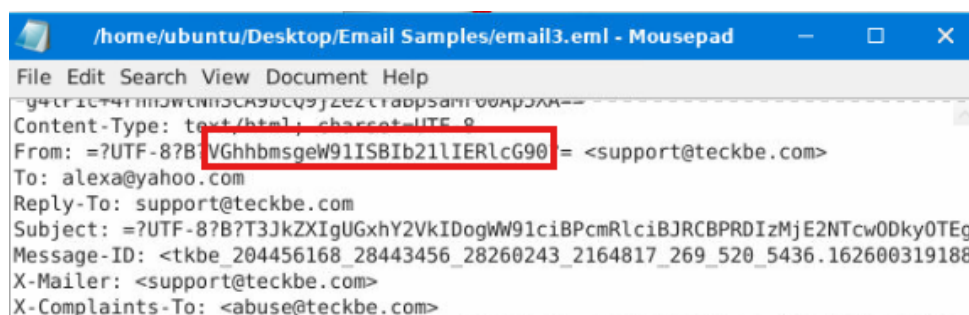 /home/ubuntu/Desktop/Email Samples/email3.eml - Mousepad
File Edit Search View Document Help
Content-Type: text/html; charset=UTF-8
From: =?UTF-8?B?VGhhbmsgeW91ISBIb21lIERlcG90?= <support@teckbe.com>
To: alexa@yahoo.com
Reply-To: support@teckbe.com
Subject: =?UTF-8?B?T3JkZXIgUGxhY2VkIDogWW91ciBPcmRlciBJRCBPRDIzMjE2NTcwODkyOTEg
Message-ID: <tkbe_204456168_28443456_28260243_2164817_269_520_5436.162600319188
X-Mailer: <support@teckbe.com>
X-Complaints-To: <abuse@teckbe.com>